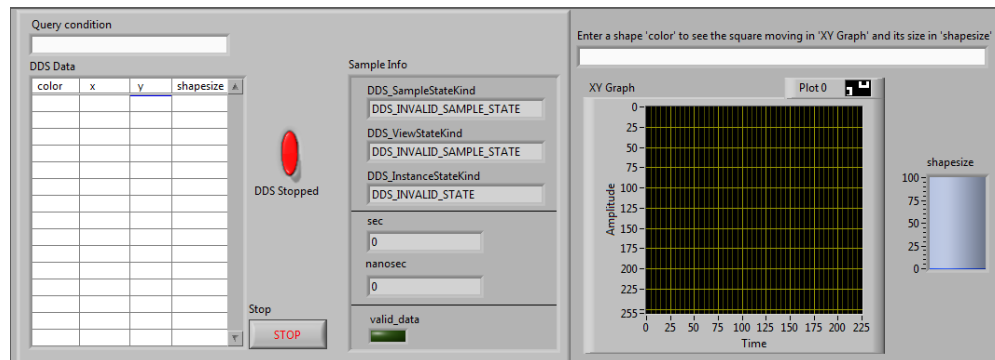 Query condition
DDS Data
color x y shapesize
DDS Stopped
Stop
STOP
Sample Info
DDS_SampleStateKind
DDS_INVALID_SAMPLE_STATE
DDS_ViewStateKind
DDS_INVALID_SAMPLE_STATE
DDS_InstanceStateKind
DDS_INVALID_STATE
sec
0
nanosec
0
valid_data
Enter a shape 'color' to see the square moving in 'XY Graph' and its size in 'shapesize'
XY Graph
Plot 0
0
25
50
75
100
125
150
175
200
225
255
Amplitude
0 25 50 75 100 125 150 175 200 225
Time
shapesize
100
75
50
25
0